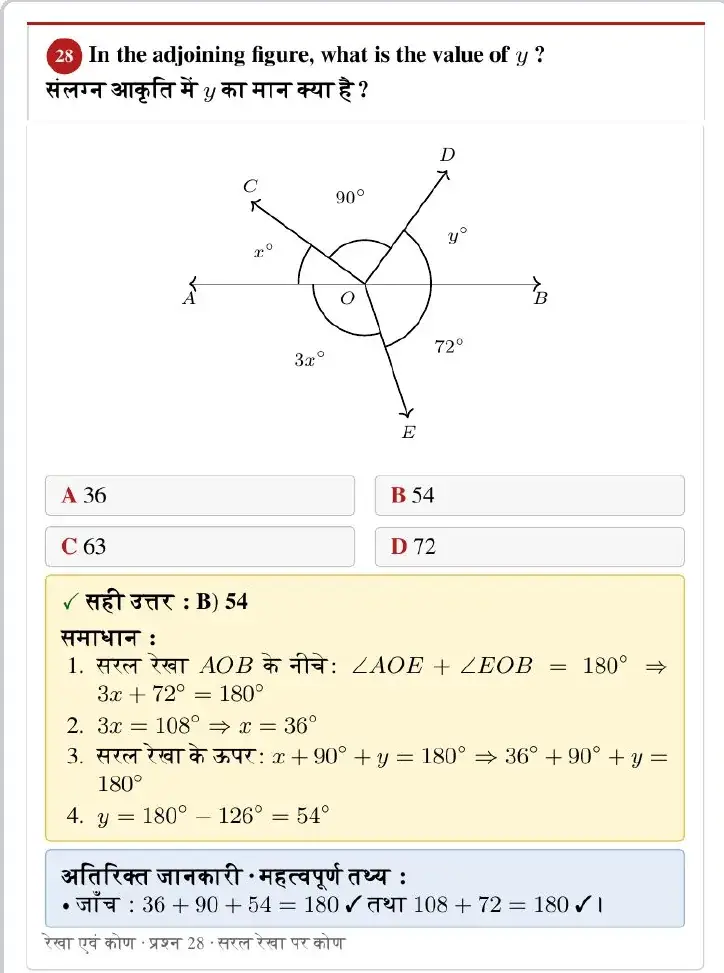 28 In the adjoining figure, what is the value of y ?
संलग्न आकृति में y का मान क्या है ?
D
C
90°
y°
x°
A
O
B
72°
3x°
E
A 36
B 54
C 63
D 72
✓ सही उत्तर : B) 54
समाधान :
1. सरल रेखा AOB के नीचे: ∠AOE + ∠EOB = 180° ⇒
3x + 72° = 180°
2. 3x = 108° ⇒ x = 36°
3. सरल रेखा के ऊपर: x + 90° + y = 180° ⇒ 36° + 90° + y =
180°
4. y = 180° − 126° = 54°
अतिरिक्त जानकारी · महत्वपूर्ण तथ्य :
• जाँच : 36 + 90 + 54 = 180 ✓ तथा 108 + 72 = 180 ✓।
रेखा एवं कोण · प्रश्न 28 · सरल रेखा पर कोण